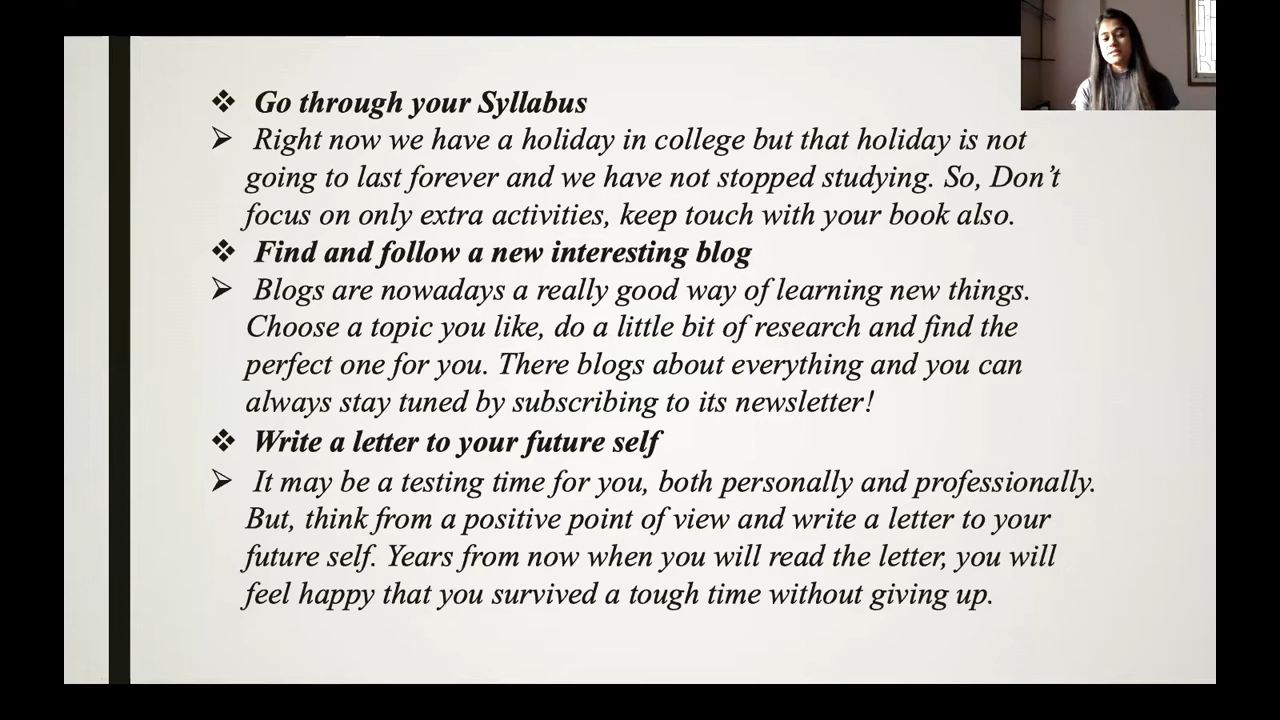 ❖ Go through your Syllabus
➢ Right now we have a holiday in college but that holiday is not
going to last forever and we have not stopped studying. So, Don't
focus on only extra activities, keep touch with your book also.
❖ Find and follow a new interesting blog
➢ Blogs are nowadays a really good way of learning new things.
Choose a topic you like, do a little bit of research and find the
perfect one for you. There blogs about everything and you can
always stay tuned by subscribing to its newsletter!
❖ Write a letter to your future self
➢ It may be a testing time for you, both personally and professionally.
But, think from a positive point of view and write a letter to your
future self. Years from now when you will read the letter, you will
feel happy that you survived a tough time without giving up.